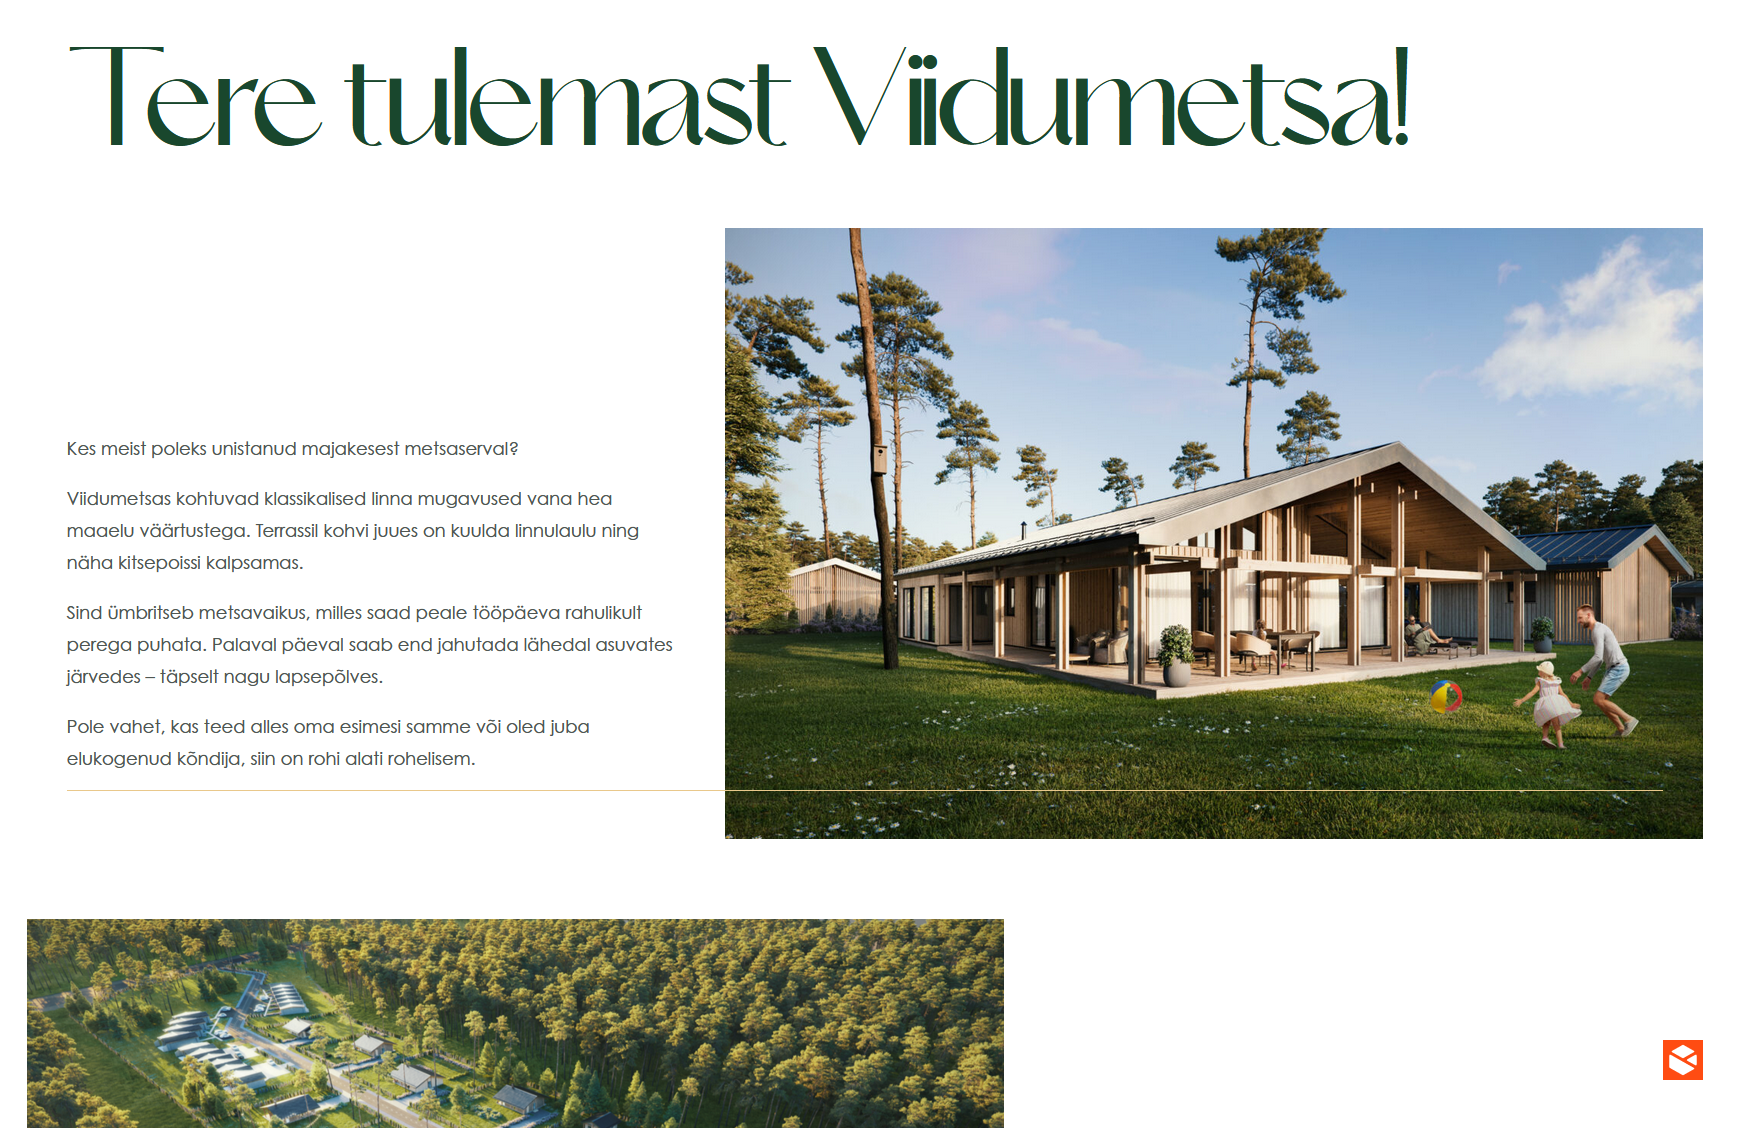 Tere tulemast Viidumetsa!
Kes meist poleks unistanud majakesest metsaserval?
Viidumetsas kohtuvad klassikalised linna mugavused vana hea
maaelu väärtustega. Terrassil kohvi juues on kuulda linnulaulu ning
näha kitsepoissi kalpsamas.
Sind ümbritseb metsavaikus, milles saad peale tööpäeva rahulikult
perega puhata. Palaval päeval saab end jahutada lähedal asuvates
järvedes – täpselt nagu lapsepõlves.
Pole vahet, kas teed alles oma esimesi samme või oled juba
elukogenud kõndija, siin on rohi alati rohelisem.